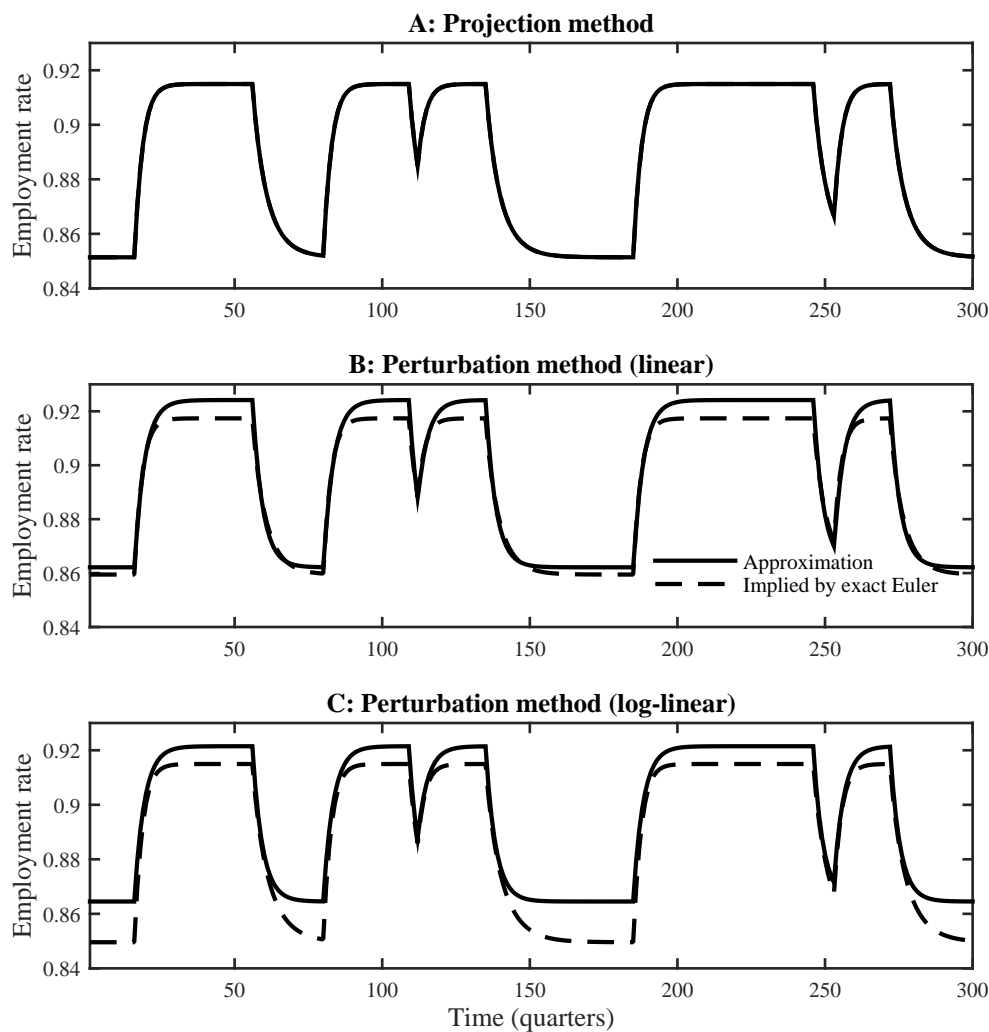 A: Projection method
0.92
0.9
0.88
0.86
0.84
Employment rate
50 100 150 200 250 300
B: Perturbation method (linear)
0.92
0.9
0.88
0.86
0.84
Employment rate
Approximation
Implied by exact Euler
50 100 150 200 250 300
C: Perturbation method (log-linear)
0.92
0.9
0.88
0.86
0.84
Employment rate
50 100 150 200 250 300
Time (quarters)